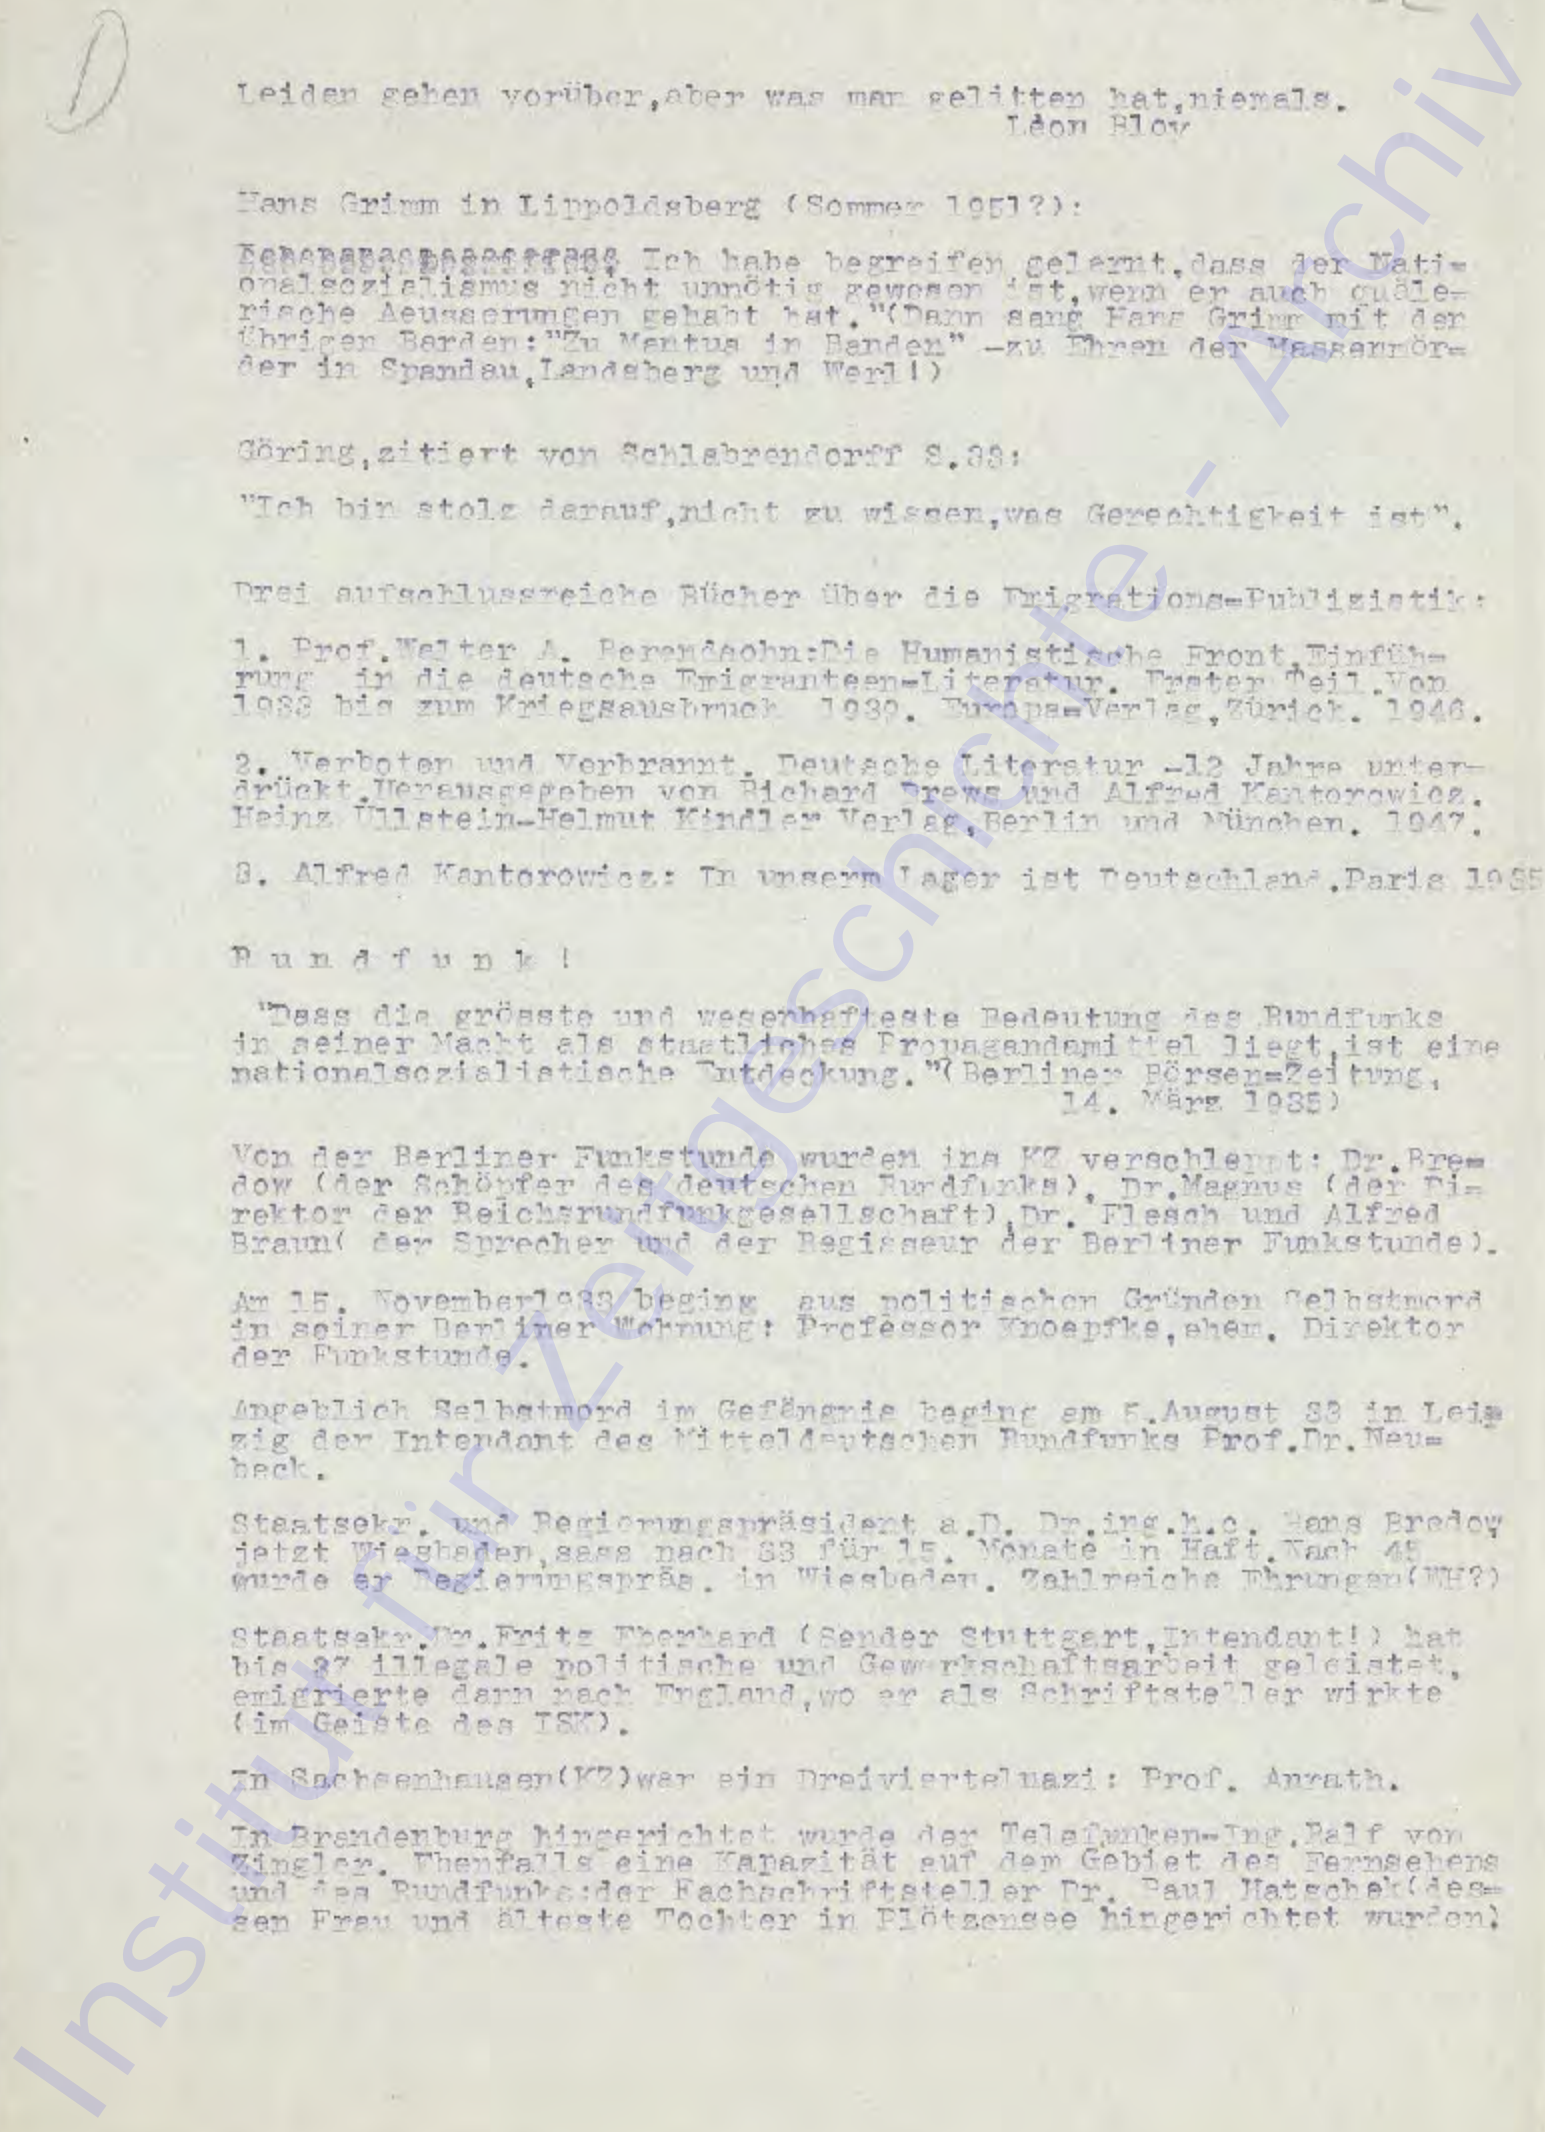 D
Leiden gehen vorüber,aber was man gelitten hat,niemals.
Léon Bloy
Hans Grimm in Lippoldsberg (Sommer 1951?):
Ich habe begreifen gelernt,dass der Nati=
onalsozialismus nicht unnötig gewesen ist,wenn er auch quäle=
rische Aeusserungen gehabt hat."(Dann sang Hans Grimm mit der
übrigen Barden:"Zu Mantua in Banden" -zu Ehren der Massenmör=
der in Spandau,Landsberg und Werl!)
Göring,zitiert von Schlabrendorff S.33:
"Ich bin stolz darauf,nicht zu wissen,was Gerechtigkeit ist".
Drei aufschlussreiche Bücher über die Emigrations=Publizistik:
1. Prof.Walter A. Berendsohn:Die Humanistische Front,Einfüh=
rung in die deutsche Emigranteen=Literatur. Erster Teil.Von
1933 bis zum Kriegsausbruch 1939. Europa=Verlag,Zürich. 1946.
2. Verboten und Verbrannt. Deutsche Literatur -12 Jahre unter=
drückt.Herausgegeben von Richard Drews und Alfred Kantorowicz.
Heinz Ullstein-Helmut Kindler Verlag,Berlin und München. 1947.
3. Alfred Kantorowicz: In unserm Lager ist Deutschland.Paris 1935
R u n d f u n k !
"Dass die grösste und wesenhafteste Bedeutung des Rundfunks
in seiner Macht als staatliches Propagandamittel liegt,ist eine
nationalsozialistische Entdeckung."(Berliner Börsen=Zeitung,
14. März 1935)
Von der Berliner Funkstunde wurden ins KZ verschleppt: Dr.Bre=
dow (der Schöpfer des deutschen Rundfunks), Dr.Magnus (der Di=
rektor der Reichsrundfunkgesellschaft),Dr. Flesch und Alfred
Braun( der Sprecher und der Regisseur der Berliner Funkstunde).
Am 15. November1933 beging aus politischen Gründen Selbstmord
in seiner Berliner Wohnung: Professor Knoepfke,ehem. Direktor
der Funkstunde.
Angeblich Selbstmord im Gefängnis beging am 5.August 33 in Leip
zig der Intendant des Mitteldeutschen Rundfunks Prof.Dr.Neu=
beck.
Staatsekr. und Regierungspräsident a.D. Dr.ing.h.c. Hans Bredow
jetzt Wiesbaden,sass nach 33 für 15. Monate in Haft.Nach 45
wurde er Regierungspräs. in Wiesbaden. Zahlreiche Ehrungen(WH?)
Staatsekr.Dr.Fritz Eberhard (Sender Stuttgart,Intendant!) hat
bis 37 illegale politische und Gewerkschaftsarbeit geleistet,
emigrierte dann nach England,wo er als Schriftsteller wirkte
(im Geiste des ISK).
In Sachsenhausen(KZ)war ein Dreiviertelnazi: Prof. Anrath.
In Brandenburg hingerichtet wurde der Telefunken=Ing.Ralf von
Zingler. Ebenfalls eine Kapazität auf dem Gebiet des Fernsehens
und des Rundfunks:der Fachschriftsteller Dr. Paul Hatschek(des=
sen Frau und älteste Tochter in Plötzensee hingerichtet wurden)
Institut für Zeitgeschichte - Archiv